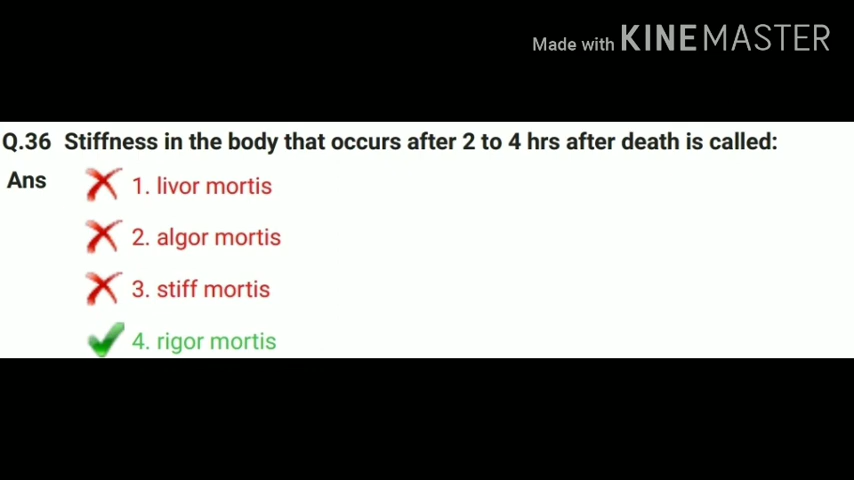 Made with KINEMASTER
Q.36 Stiffness in the body that occurs after 2 to 4 hrs after death is called:
Ans
1. livor mortis
2. algor mortis
3. stiff mortis
4. rigor mortis